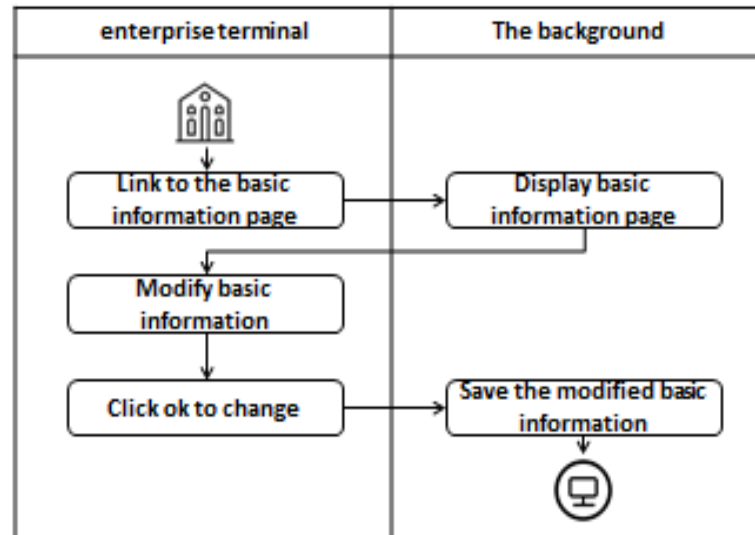 enterprise terminal
The background
Link to the basic
information page
Display basic
information page
Modify basic
information
Click ok to change
Save the modified basic
information